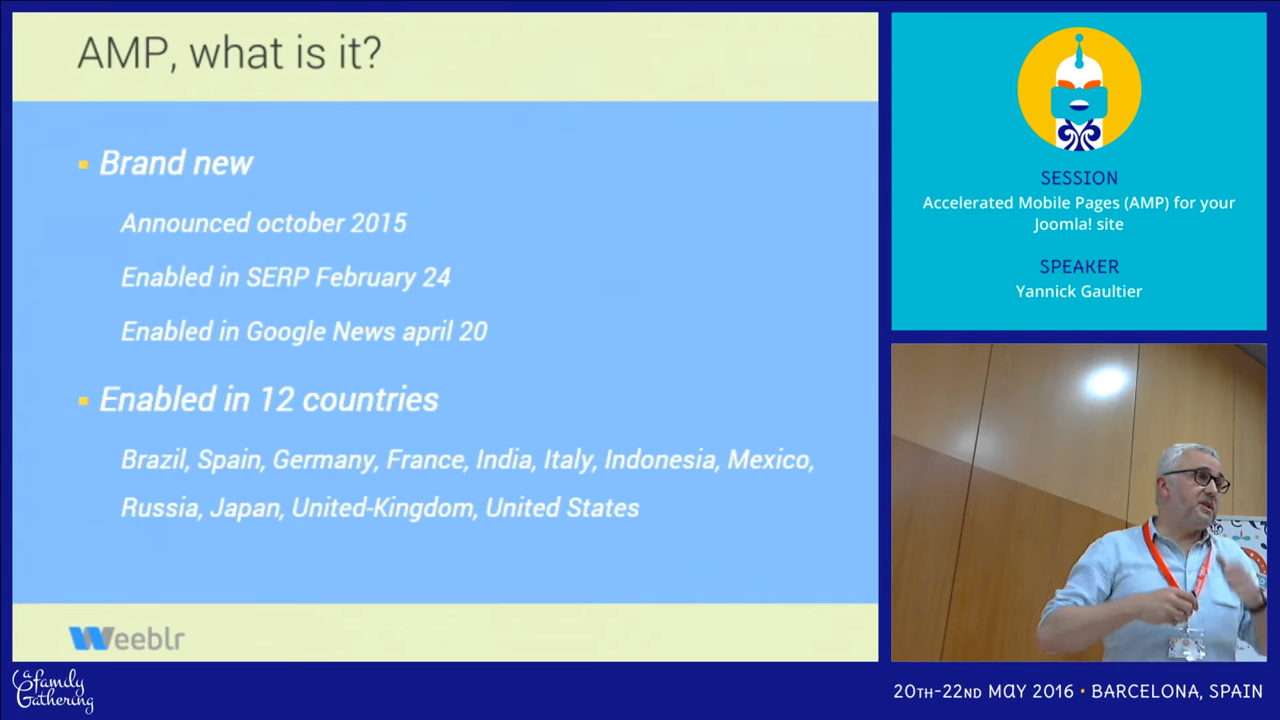 AMP, what is it?
Brand new
Announced october 2015
Enabled in SERP February 24
Enabled in Google News april 20
Enabled in 12 countries
Brazil, Spain, Germany, France, India, Italy, Indonesia, Mexico,
Russia, Japan, United-Kingdom, United States
Weeblr
SESSION
Accelerated Mobile Pages (AMP) for your
Joomla! site
SPEAKER
Yannick Gaultier
a family
Gathering
20TH-22ND MAY 2016 • BARCELONA, SPAIN